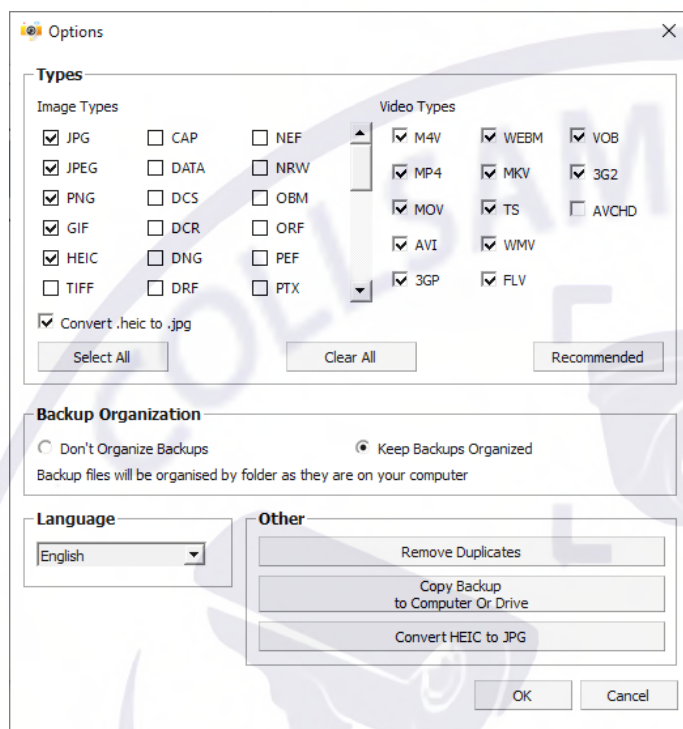 Options
Types
Image Types
Video Types
JPG CAP NEF M4V WEBM VOB
JPEG DATA NRW MP4 MKV 3G2
PNG DCS OBM MOV TS AVCHD
GIF DCR ORF AVI WMV
HEIC DNG PEF 3GP FLV
TIFF DRF PTX
Convert .heic to .jpg
Select All Clear All Recommended
Backup Organization
Don't Organize Backups Keep Backups Organized
Backup files will be organised by folder as they are on your computer
Language
English
Other
Remove Duplicates
Copy Backup
to Computer Or Drive
Convert HEIC to JPG
OK Cancel
COLLSAM